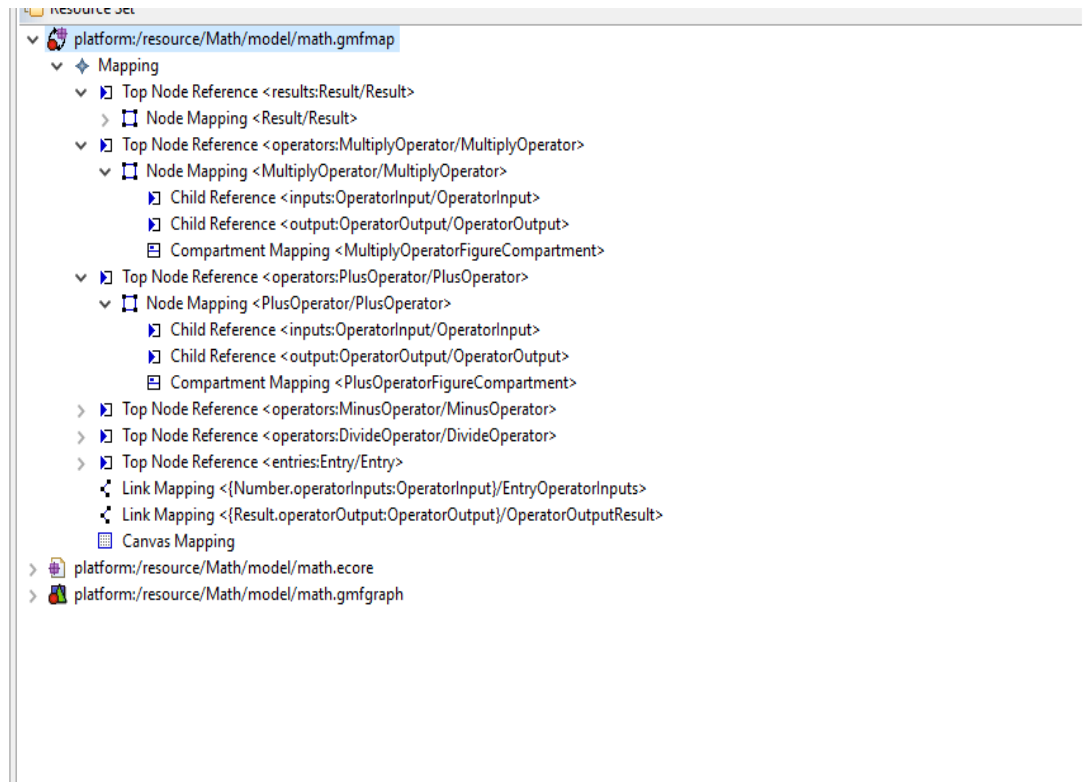 Resource Set
platform:/resource/Math/model/math.gmfmap
Mapping
Top Node Reference <results:Result/Result>
Node Mapping <Result/Result>
Top Node Reference <operators:MultiplyOperator/MultiplyOperator>
Node Mapping <MultiplyOperator/MultiplyOperator>
Child Reference <inputs:OperatorInput/OperatorInput>
Child Reference <output:OperatorOutput/OperatorOutput>
Compartment Mapping <MultiplyOperatorFigureCompartment>
Top Node Reference <operators:PlusOperator/PlusOperator>
Node Mapping <PlusOperator/PlusOperator>
Child Reference <inputs:OperatorInput/OperatorInput>
Child Reference <output:OperatorOutput/OperatorOutput>
Compartment Mapping <PlusOperatorFigureCompartment>
Top Node Reference <operators:MinusOperator/MinusOperator>
Top Node Reference <operators:DivideOperator/DivideOperator>
Top Node Reference <entries:Entry/Entry>
Link Mapping <{Number.operatorInputs:OperatorInput}/EntryOperatorInputs>
Link Mapping <{Result.operatorOutput:OperatorOutput}/OperatorOutputResult>
Canvas Mapping
platform:/resource/Math/model/math.ecore
platform:/resource/Math/model/math.gmfgraph